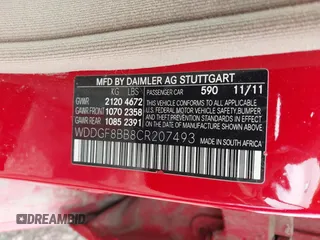 MFD BY DAIMLER AG STUTTGART
KG LBS PASSENGER CAR 590 11/11
GWVR 2120 4672 THIS VEHICLE CONFORMS TO ALL APPLICABLE
GAWR FRONT 1070 2358 U.S. FEDERAL MOTOR VEHICLE SAFETY, BUMPER
GAWR REAR 1085 2391 AND THEFT PREVENTION STANDARDS IN EFFECT
ON THE DATE OF MANUFACTURE SHOWN ABOVE.
WDDGF8BB8CR207493 MADE IN SOUTH AFRICA
DREAMBID